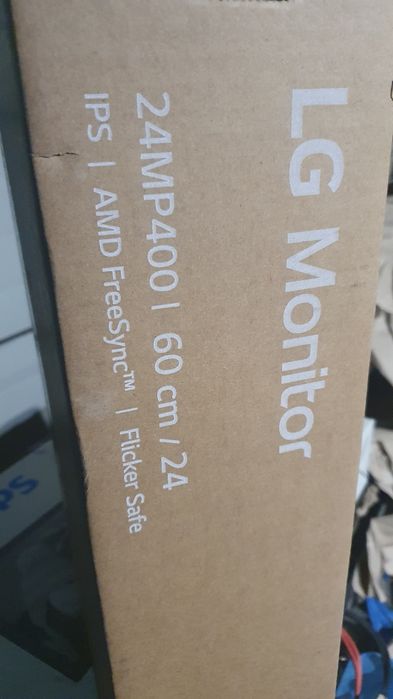 LG Monitor
24MP400 | 60 cm / 24
IPS | AMD FreeSync™ | Flicker Safe